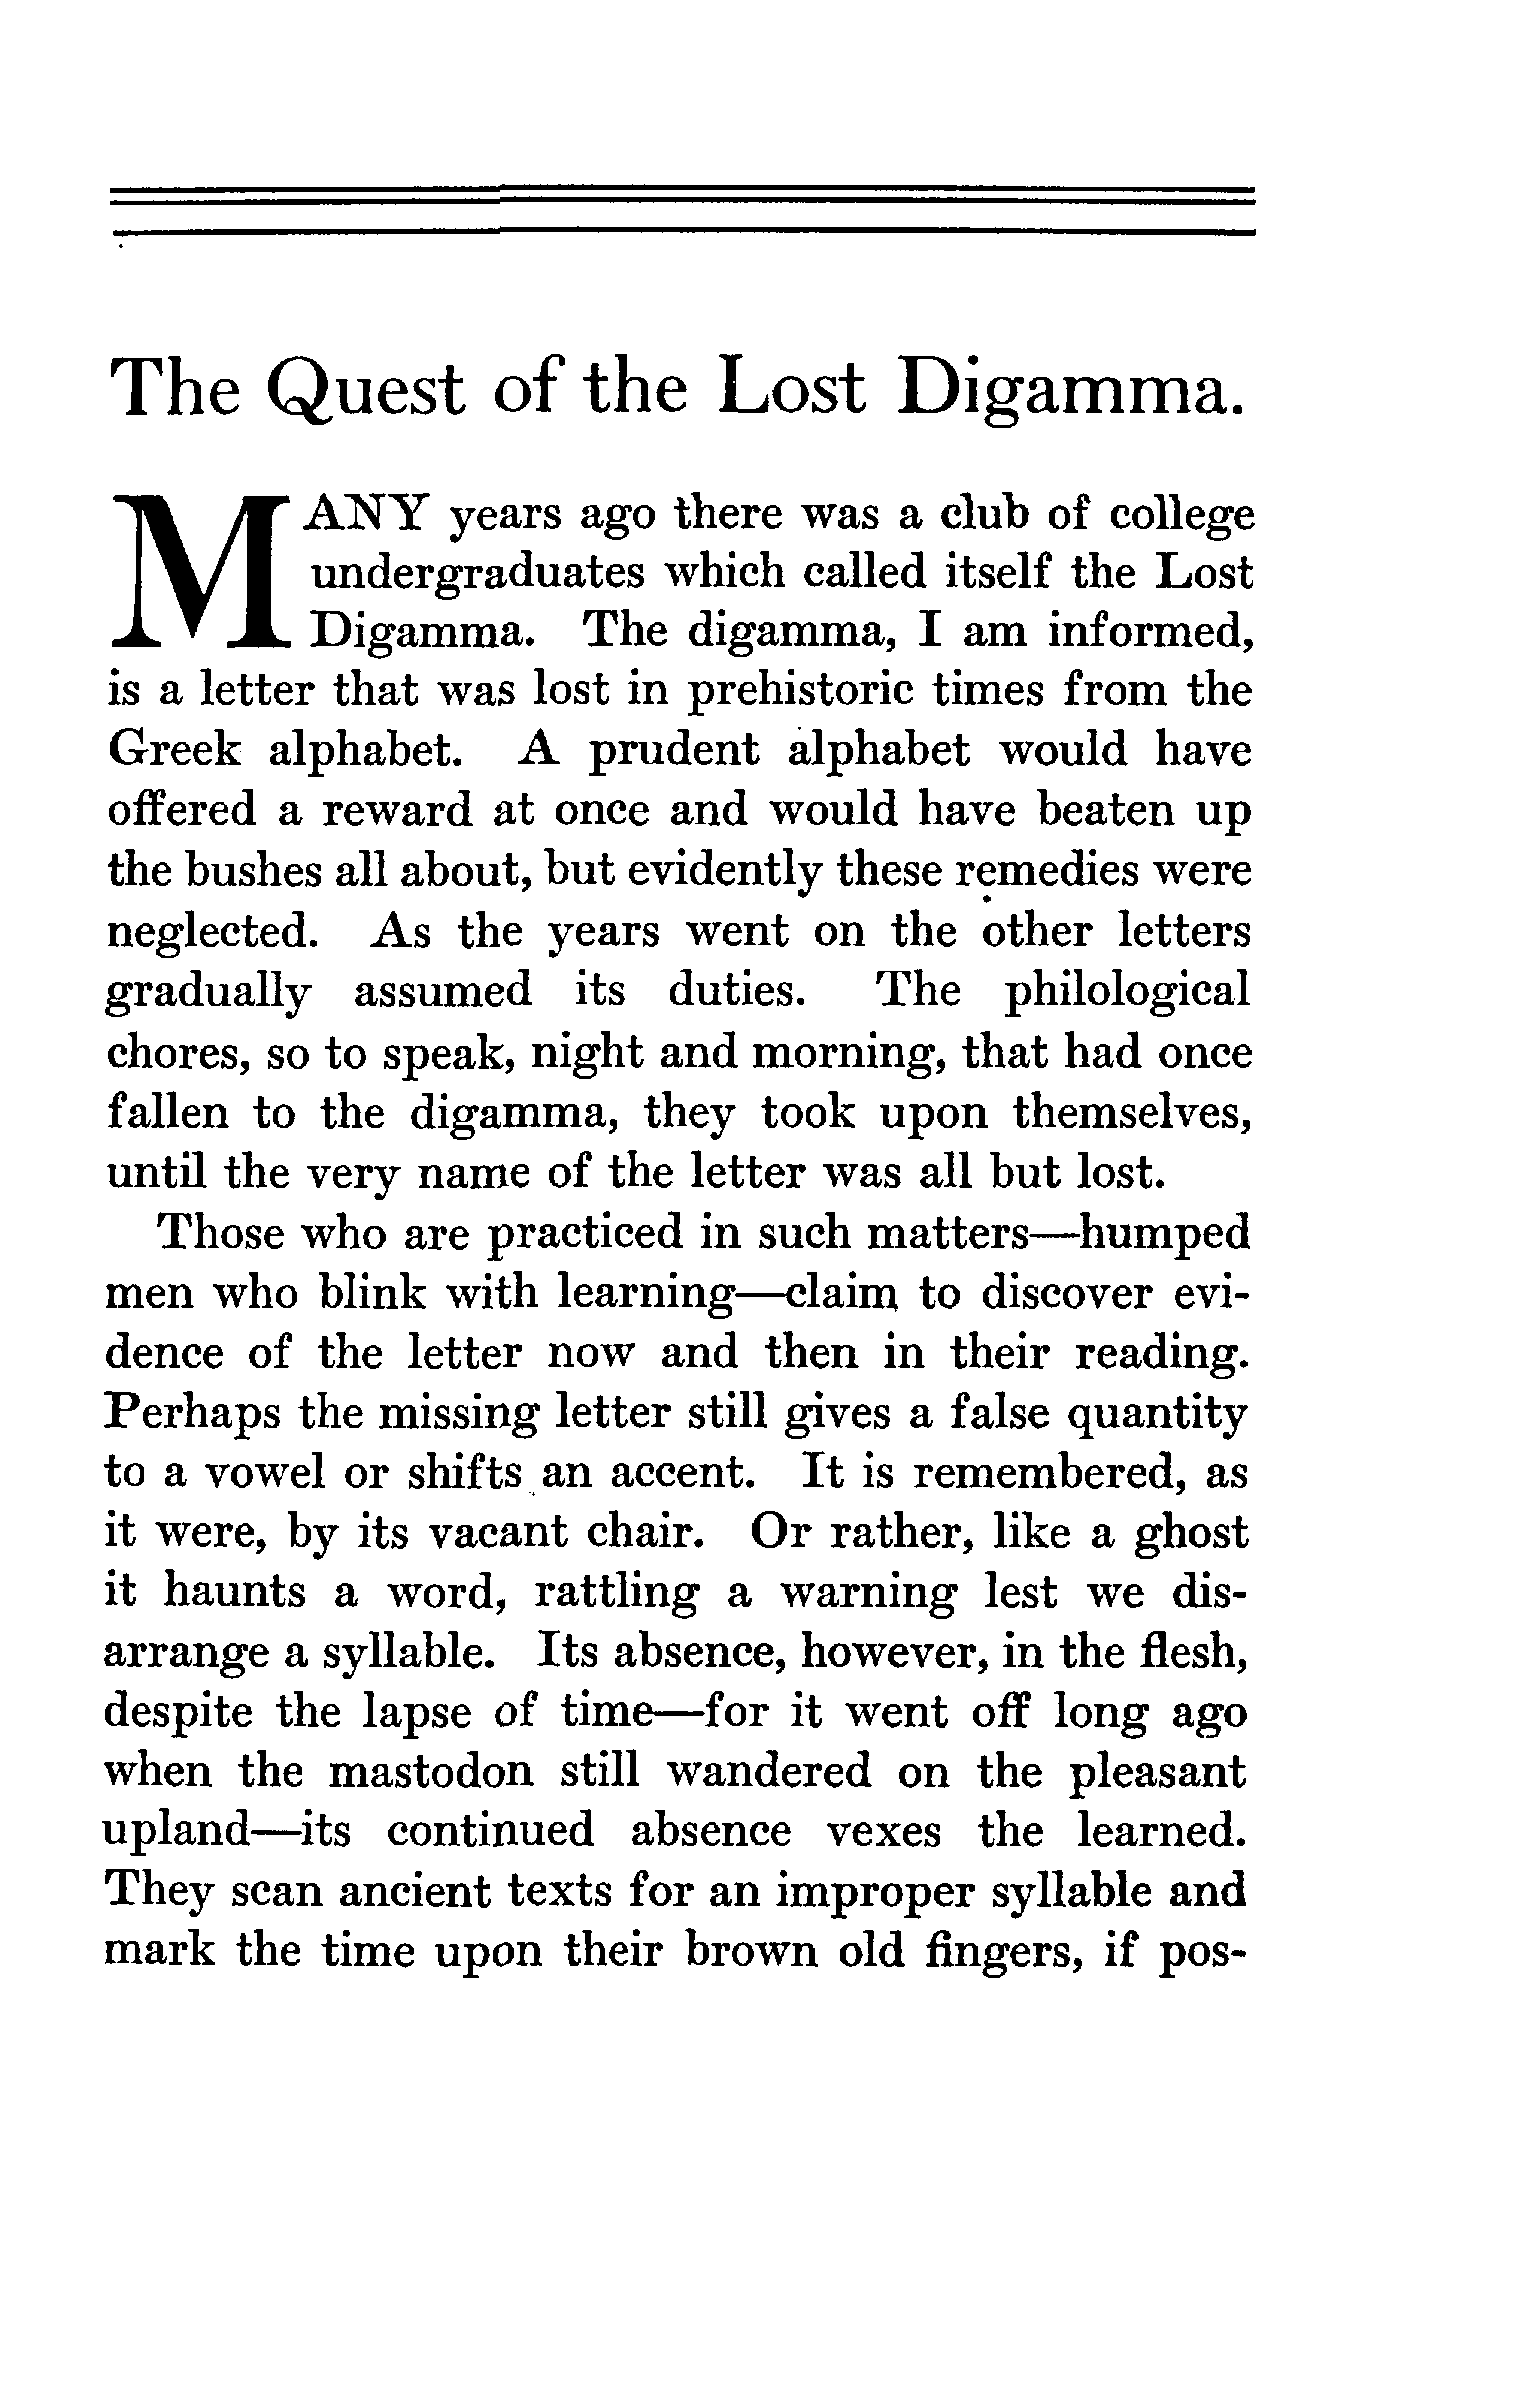 The Quest of the Lost Digamma.
MANY years ago there was a club of college
undergraduates which called itself the Lost
Digamma. The digamma, I am informed,
is a letter that was lost in prehistoric times from the
Greek alphabet. A prudent alphabet would have
offered a reward at once and would have beaten up
the bushes all about, but evidently these remedies were
neglected. As the years went on the other letters
gradually assumed its duties. The philological
chores, so to speak, night and morning, that had once
fallen to the digamma, they took upon themselves,
until the very name of the letter was all but lost.
Those who are practiced in such matters—humped
men who blink with learning—claim to discover evi-
dence of the letter now and then in their reading.
Perhaps the missing letter still gives a false quantity
to a vowel or shifts an accent. It is remembered, as
it were, by its vacant chair. Or rather, like a ghost
it haunts a word, rattling a warning lest we dis-
arrange a syllable. Its absence, however, in the flesh,
despite the lapse of time—for it went off long ago
when the mastodon still wandered on the pleasant
upland—its continued absence vexes the learned.
They scan ancient texts for an improper syllable and
mark the time upon their brown old fingers, if pos-